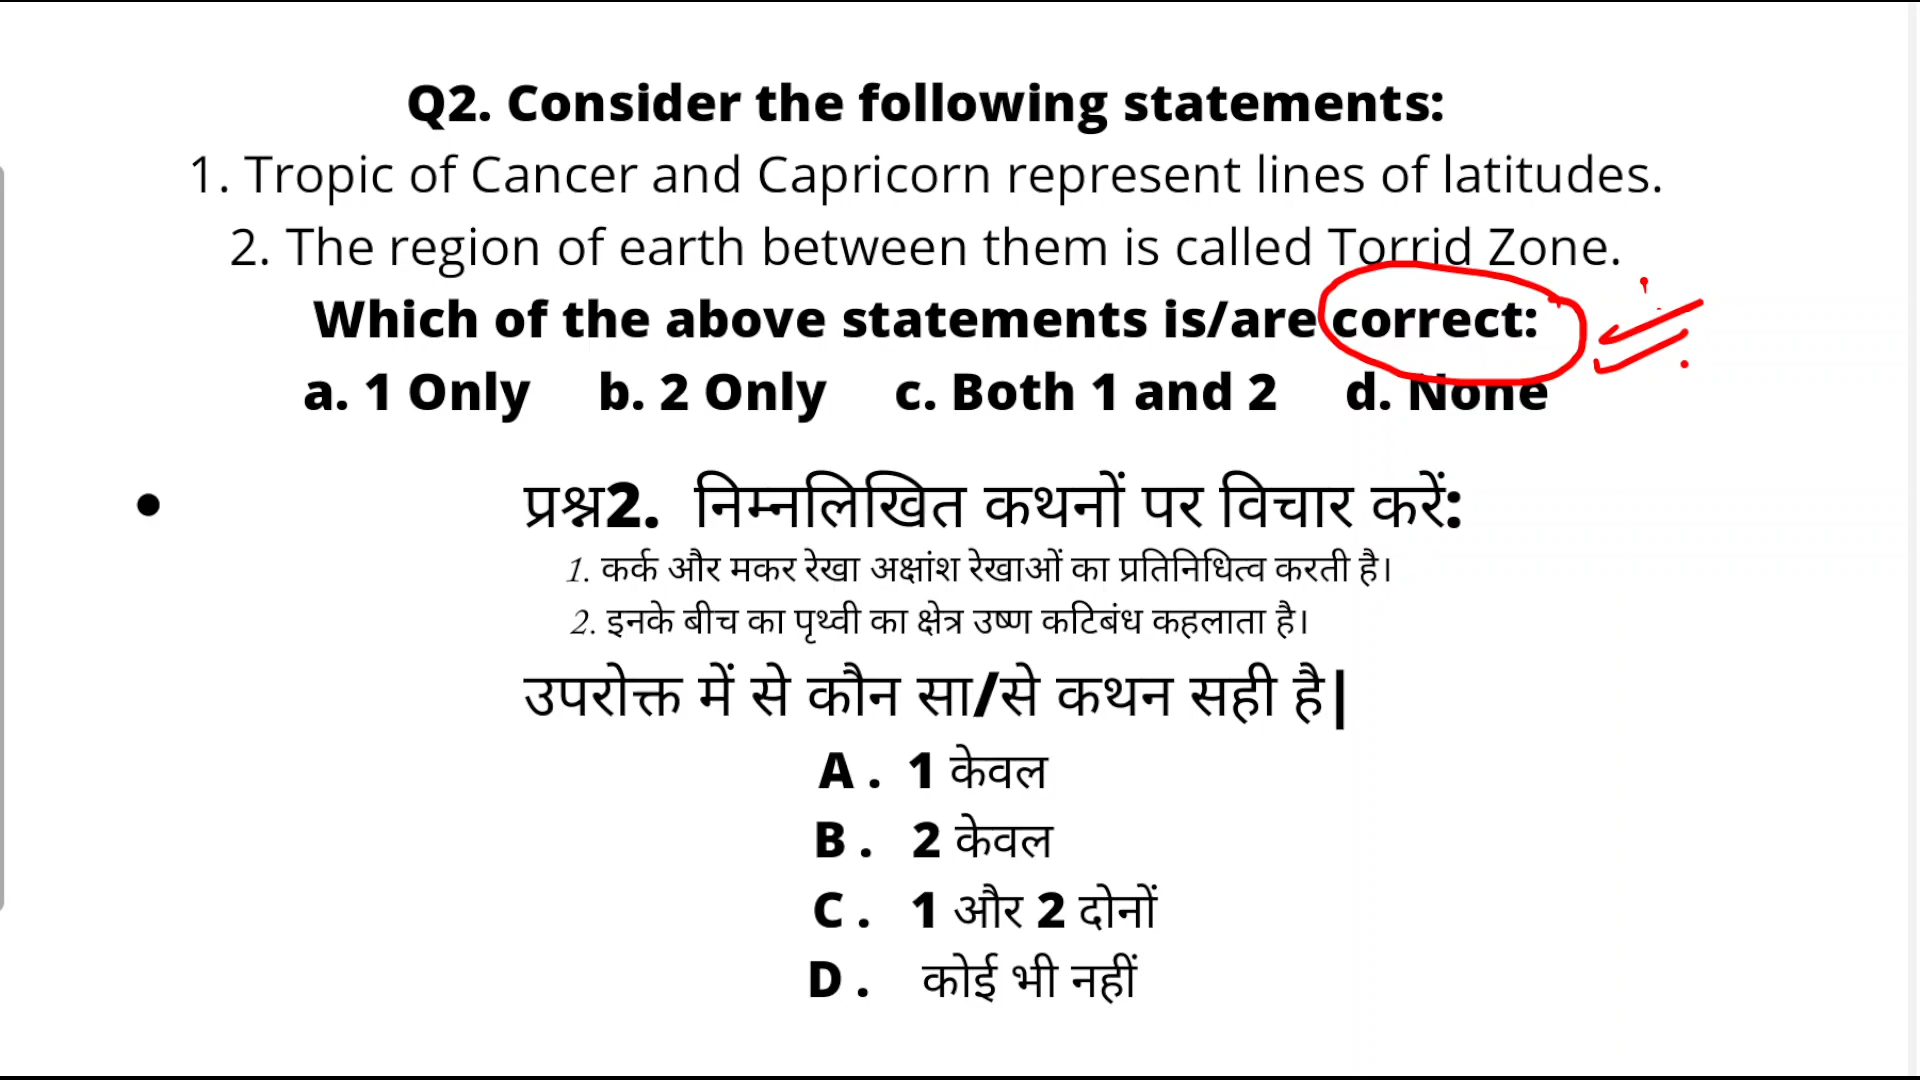 Q2. Consider the following statements:
1. Tropic of Cancer and Capricorn represent lines of latitudes.
2. The region of earth between them is called Torrid Zone.
Which of the above statements is/are correct:
a. 1 Only b. 2 Only c. Both 1 and 2 d. None
• प्रश्न2. निम्नलिखित कथनों पर विचार करें:
1. कर्क और मकर रेखा अक्षांश रेखाओं का प्रतिनिधित्व करती है।
2. इनके बीच का पृथ्वी का क्षेत्र उष्ण कटिबंध कहलाता है।
उपरोक्त में से कौन सा/से कथन सही है|
A . 1 केवल
B . 2 केवल
C . 1 और 2 दोनों
D . कोई भी नहीं